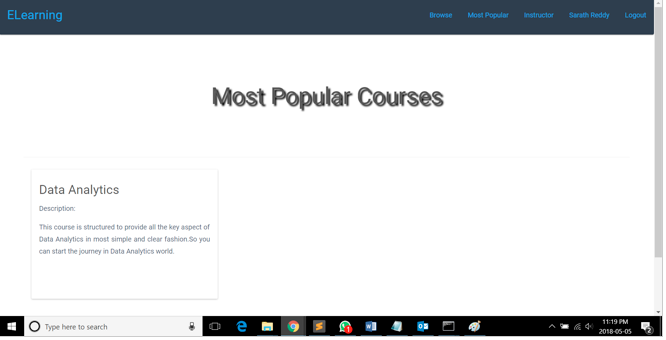 ELearning
Browse Most Popular Instructor Sarath Reddy Logout
Most Popular Courses
Data Analytics
Description:
This course is structured to provide all the key aspect of
Data Analytics in most simple and clear fashion.So you
can start the journey in Data Analytics world.
Type here to search
11:19 PM
2018-05-05
2